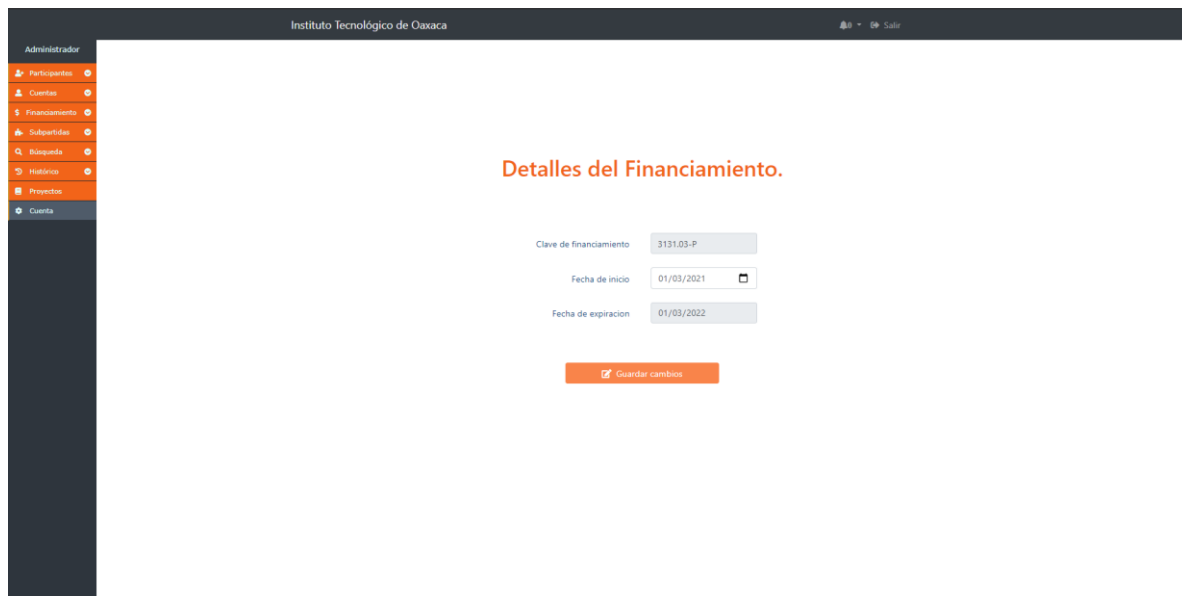 Instituto Tecnológico de Oaxaca
0 Salir
Administrador
Participantes
Cuentas
Financiamiento
Subpartidas
Búsqueda
Histórico
Proyectos
Cuenta
Detalles del Financiamiento.
Clave de financiamiento 3131.03-P
Fecha de inicio 01/03/2021
Fecha de expiracion 01/03/2022
Guardar cambios